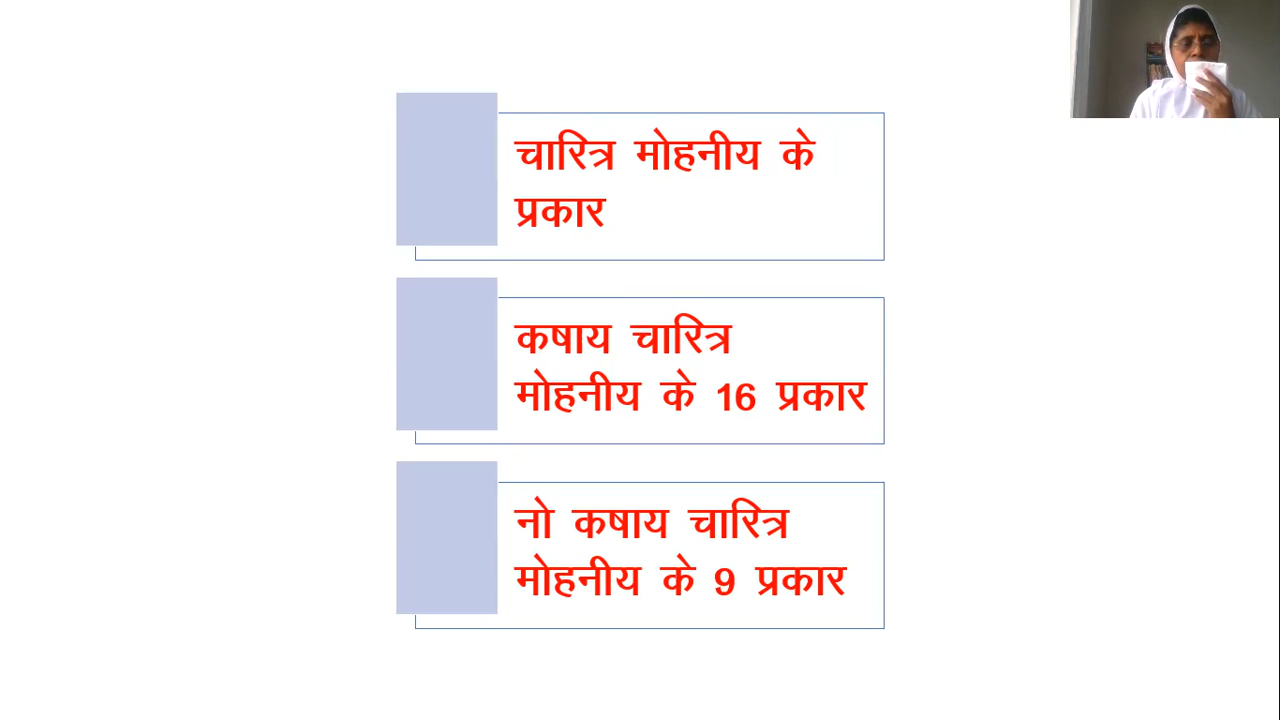 चारित्र मोहनीय के
प्रकार
कषाय चारित्र
मोहनीय के 16 प्रकार
नो कषाय चारित्र
मोहनीय के 9 प्रकार